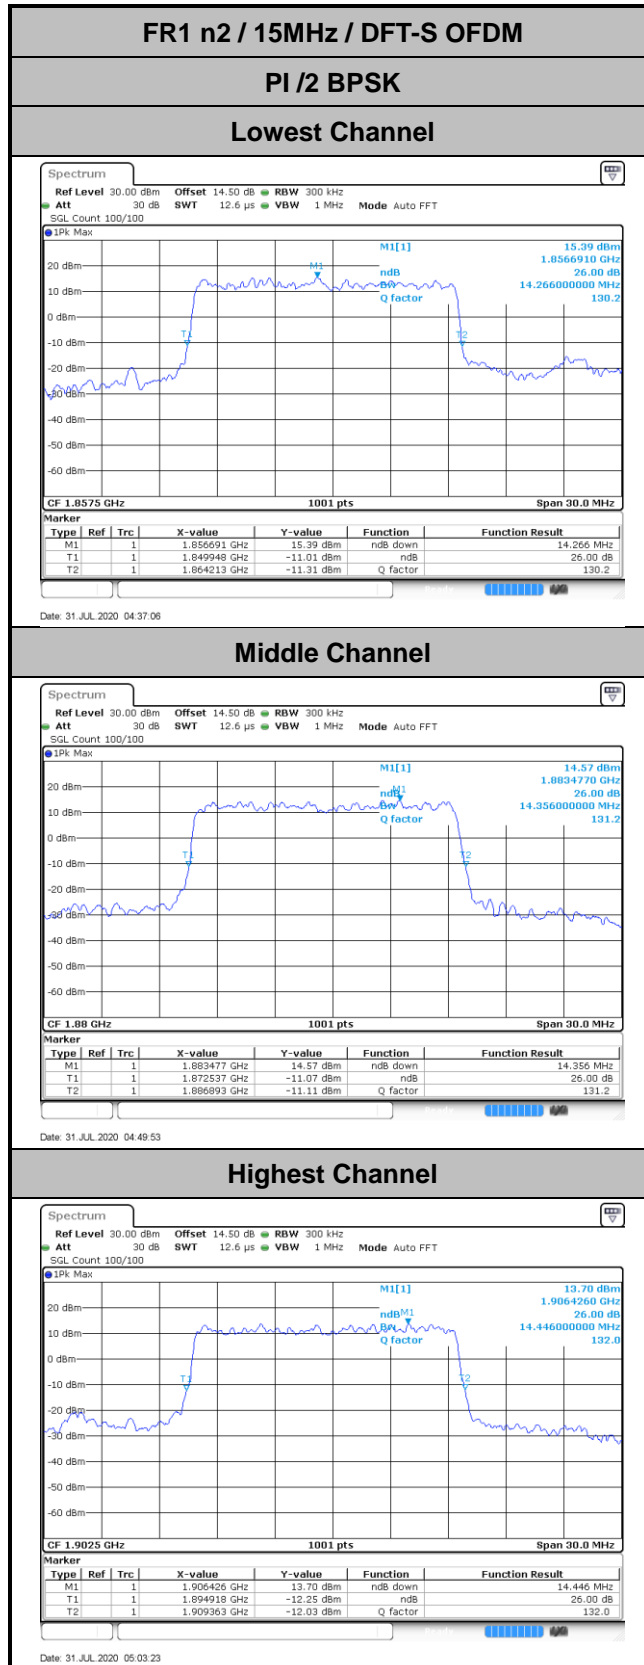 FR1 n2 / 15MHz / DFT-S OFDM
PI /2 BPSK
Lowest Channel
Spectrum
Ref Level 30.00 dBm Offset 14.50 dB RBW 300 kHz
Att 30 dB SWT 12.6 µs VBW 1 MHz Mode Auto FFT
SGL Count 100/100
1Pk Max
M1[1] 15.39 dBm
1.8566910 GHz
ndB 26.00 dB
Bw 14.266000000 MHz
Q factor 130.2
M1
T1
T2
20 dBm
10 dBm
0 dBm
-10 dBm
-20 dBm
-30 dBm
-40 dBm
-50 dBm
-60 dBm
CF 1.8575 GHz 1001 pts Span 30.0 MHz
Marker
Type Ref Trc X-value Y-value Function Function Result
M1 1 1.856691 GHz 15.39 dBm ndB down 14.266 MHz
T1 1 1.849948 GHz -11.01 dBm ndB 26.00 dB
T2 1 1.864213 GHz -11.31 dBm Q factor 130.2
Date: 31.JUL.2020 04:37:06
Middle Channel
Spectrum
Ref Level 30.00 dBm Offset 14.50 dB RBW 300 kHz
Att 30 dB SWT 12.6 µs VBW 1 MHz Mode Auto FFT
SGL Count 100/100
1Pk Max
M1[1] 14.57 dBm
1.8834770 GHz
ndB 26.00 dB
Bw 14.356000000 MHz
Q factor 131.2
M1
T1
T2
20 dBm
10 dBm
0 dBm
-10 dBm
-20 dBm
-30 dBm
-40 dBm
-50 dBm
-60 dBm
CF 1.88 GHz 1001 pts Span 30.0 MHz
Marker
Type Ref Trc X-value Y-value Function Function Result
M1 1 1.883477 GHz 14.57 dBm ndB down 14.356 MHz
T1 1 1.872537 GHz -11.07 dBm ndB 26.00 dB
T2 1 1.886893 GHz -11.11 dBm Q factor 131.2
Date: 31.JUL.2020 04:49:53
Highest Channel
Spectrum
Ref Level 30.00 dBm Offset 14.50 dB RBW 300 kHz
Att 30 dB SWT 12.6 µs VBW 1 MHz Mode Auto FFT
SGL Count 100/100
1Pk Max
M1[1] 13.70 dBm
1.9064260 GHz
ndB 26.00 dB
Bw 14.446000000 MHz
Q factor 132.0
M1
T1
T2
20 dBm
10 dBm
0 dBm
-10 dBm
-20 dBm
-30 dBm
-40 dBm
-50 dBm
-60 dBm
CF 1.9025 GHz 1001 pts Span 30.0 MHz
Marker
Type Ref Trc X-value Y-value Function Function Result
M1 1 1.906426 GHz 13.70 dBm ndB down 14.446 MHz
T1 1 1.894918 GHz -12.25 dBm ndB 26.00 dB
T2 1 1.909363 GHz -12.03 dBm Q factor 132.0
Date: 31.JUL.2020 05:03:23